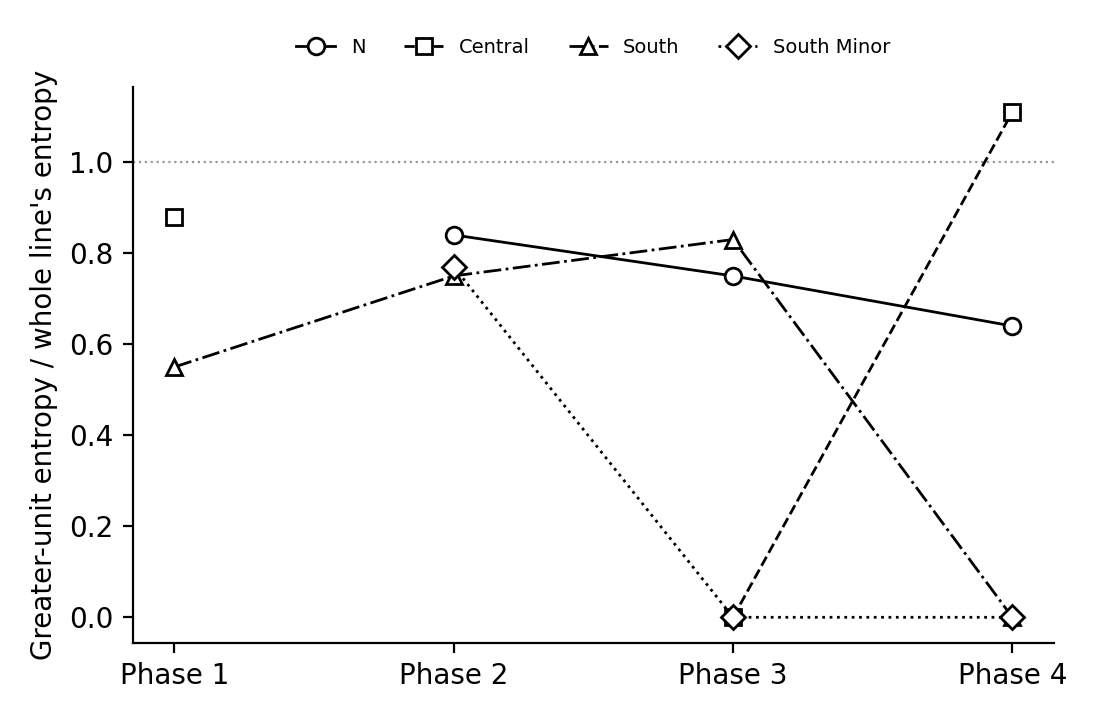 N Central South South Minor
Greater-unit entropy / whole line's entropy
1.0
0.8
0.6
0.4
0.2
0.0
Phase 1 Phase 2 Phase 3 Phase 4